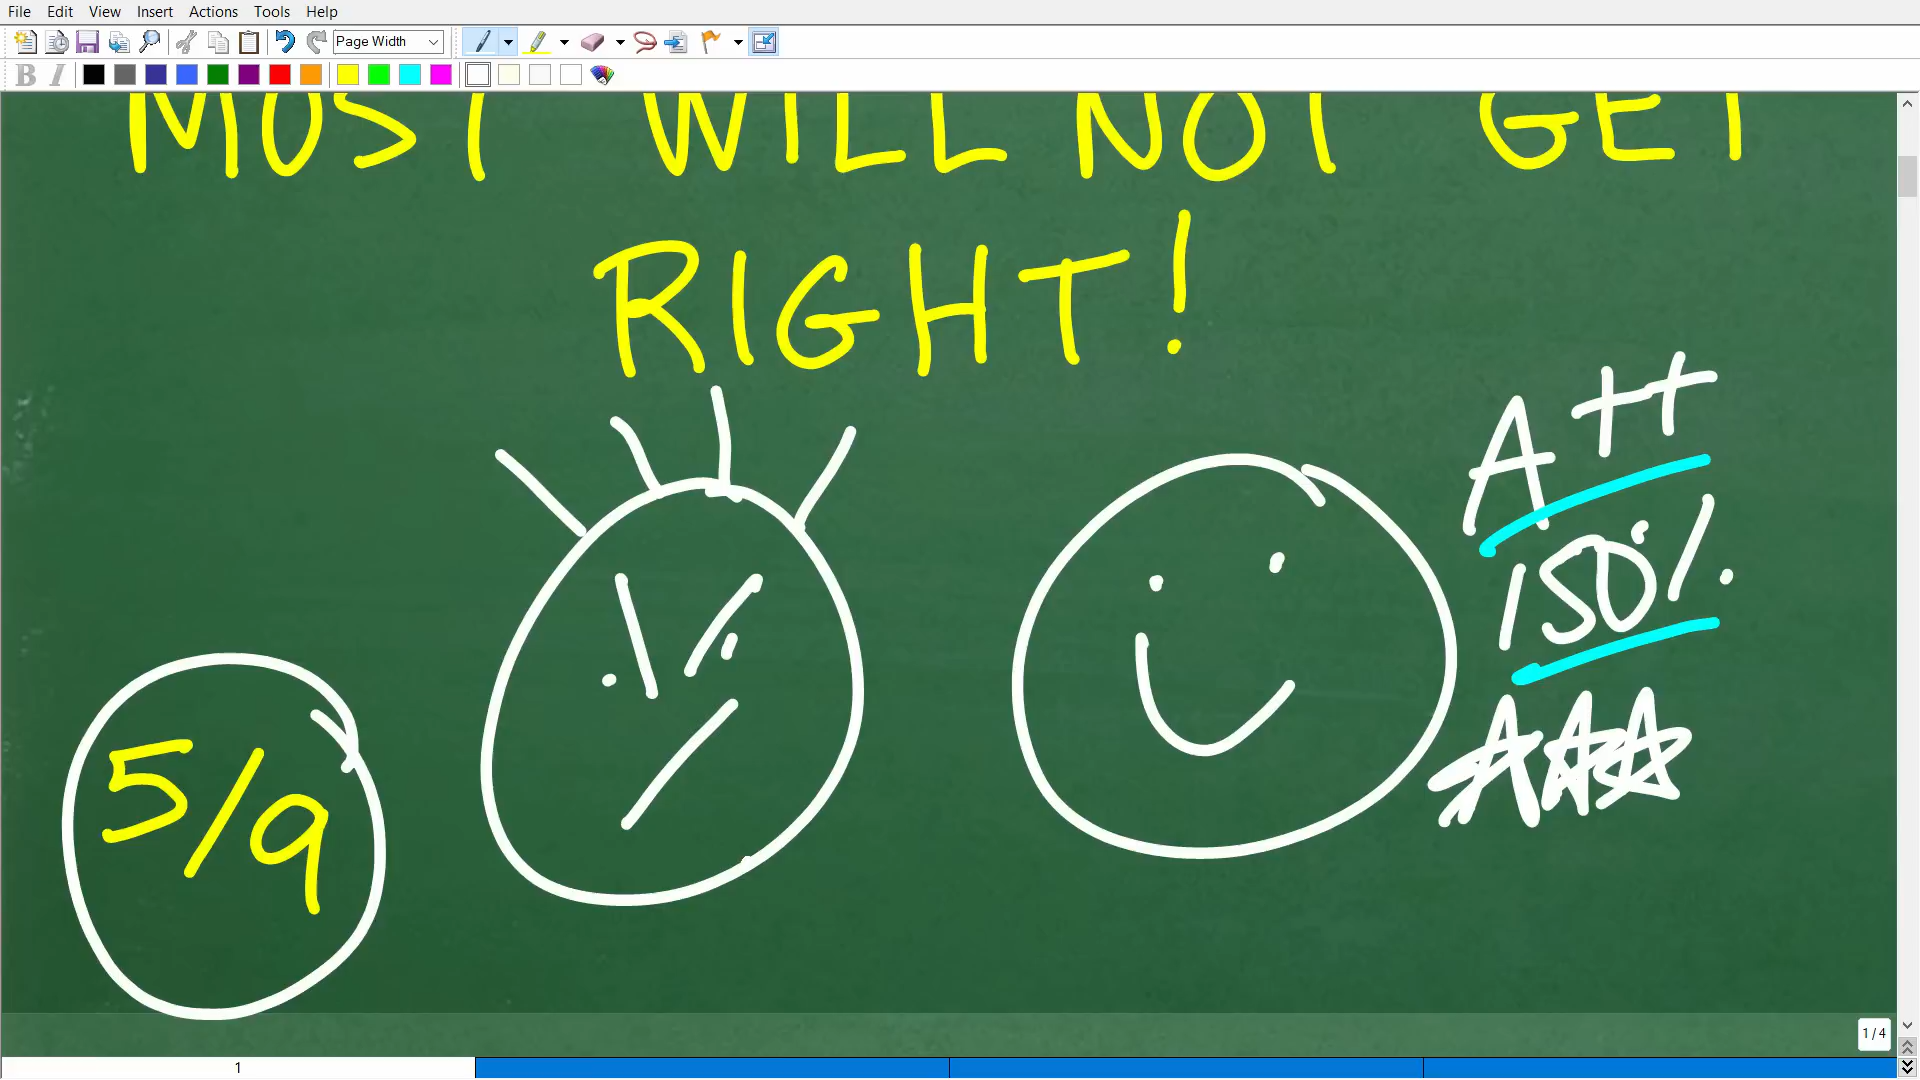 File Edit View Insert Actions Tools Help
Page Width
B I
MOST WILL NOT GET
RIGHT!
A++
150%
5/9
1/4
1